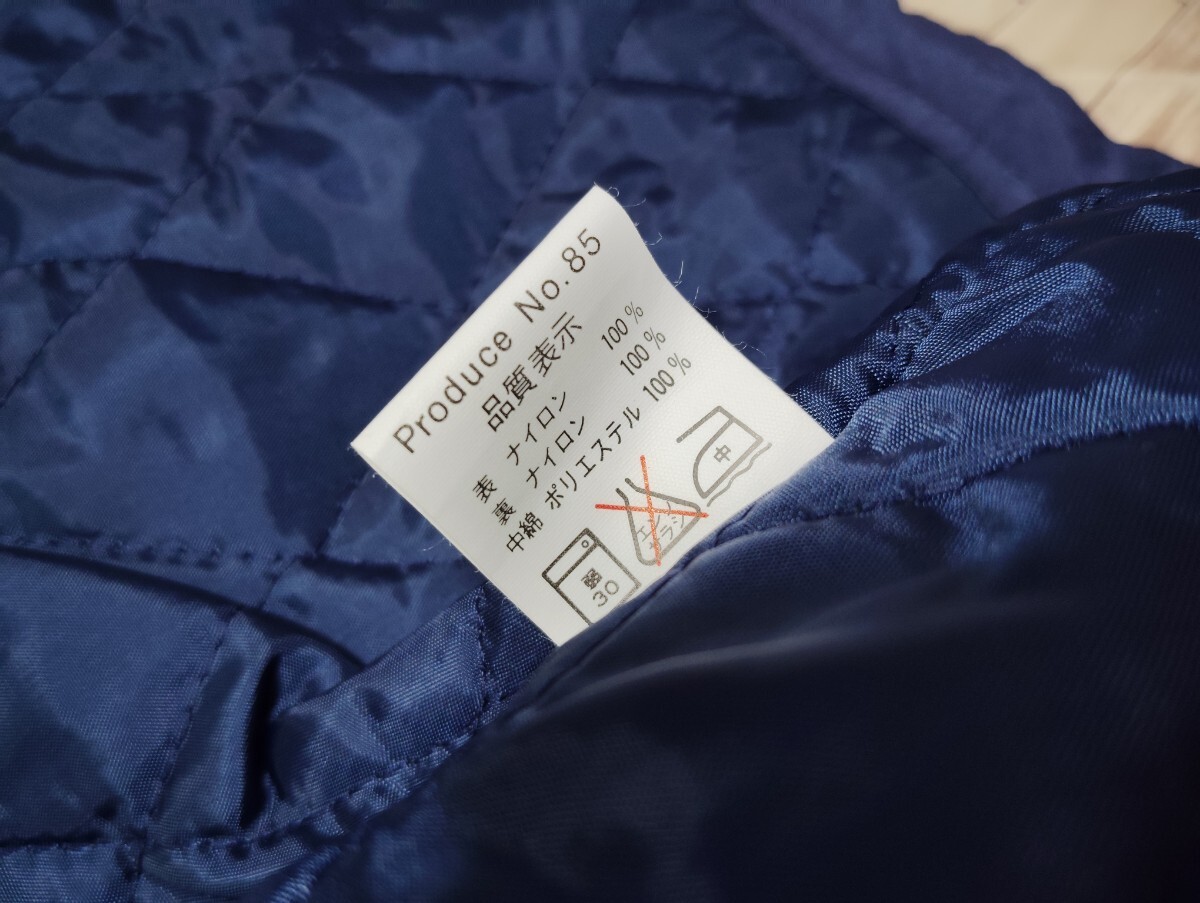 Produce No.85
品質表示
表 ナイロン 100%
裏 ナイロン 100%
中綿 ポリエステル 100%
弱
30
エンソ
サラシ
中